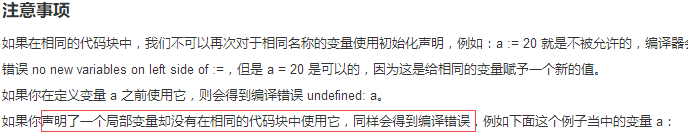 注意事项
如果在相同的代码块中，我们不可以再次对于相同名称的变量使用初始化声明，例如：a := 20 就是不被允许的，编译器会
错误 no new variables on left side of :=，但是 a = 20 是可以的，因为这是给相同的变量赋予一个新的值。
如果你在定义变量 a 之前使用它，则会得到编译错误 undefined: a。
如果你声明了一个局部变量却没有在相同的代码块中使用它，同样会得到编译错误，例如下面这个例子当中的变量 a：